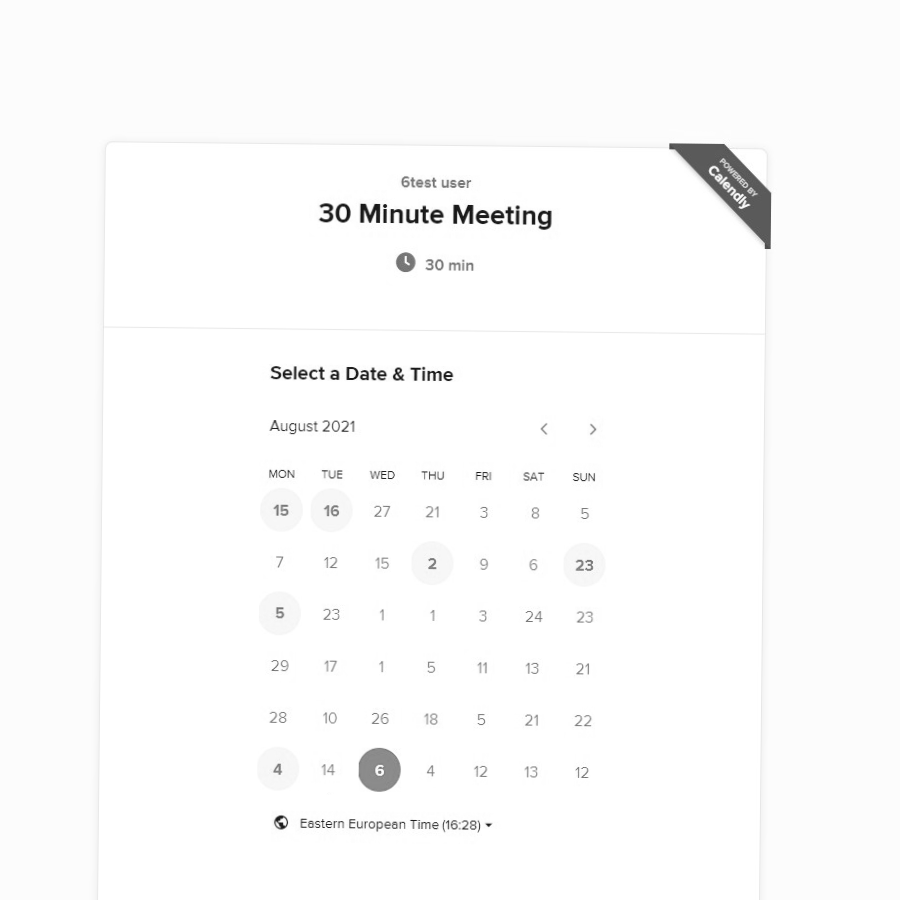 POWERED BY
Calendly
6test user
30 Minute Meeting
30 min
Select a Date & Time
August 2021
MON TUE WED THU FRI SAT SUN
15 16 27 21 3 8 5
7 12 15 2 9 6 23
5 23 1 1 3 24 23
29 17 1 5 11 13 21
28 10 26 18 5 21 22
4 14 6 4 12 13 12
Eastern European Time (16:28)